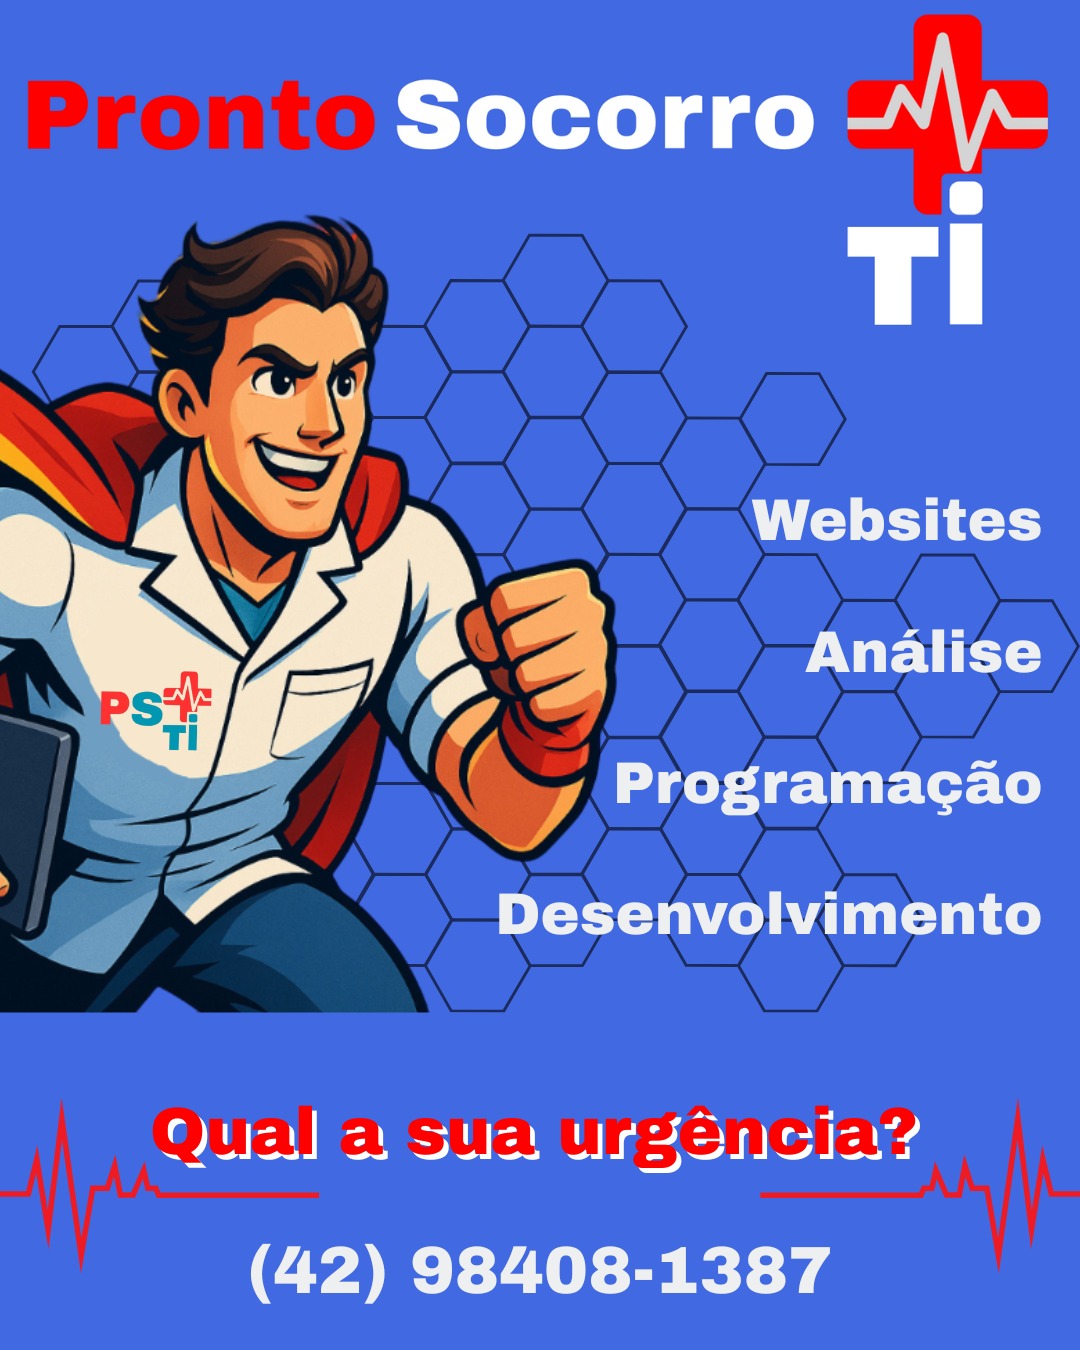 Pronto Socorro
Ti
Websites
Análise
PS
Ti
Programação
Desenvolvimento
Qual a sua urgência?
(42) 98408-1387